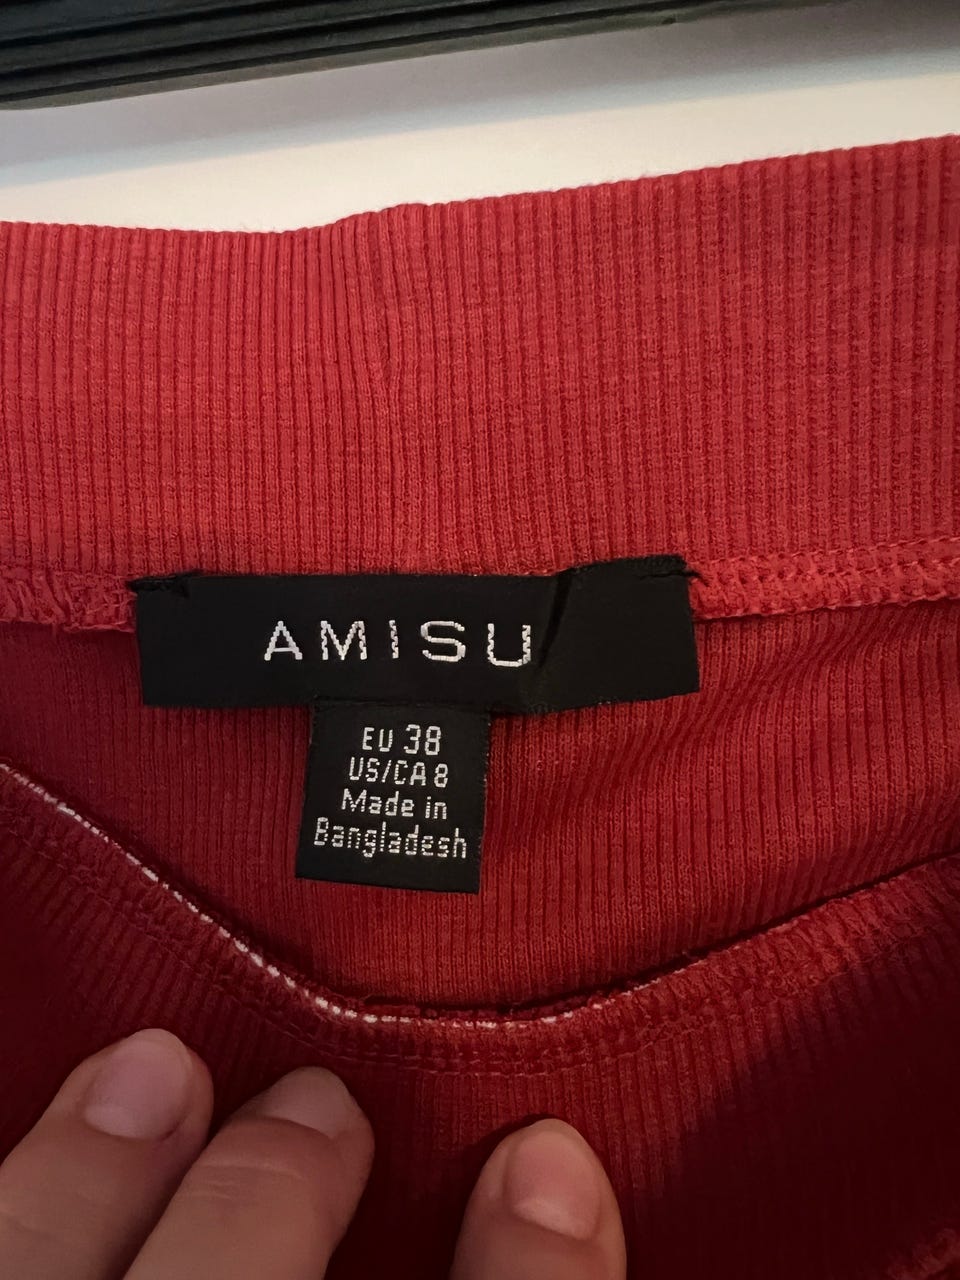 AMISU
EU 38
US/CA 8
Made in
Bangladesh